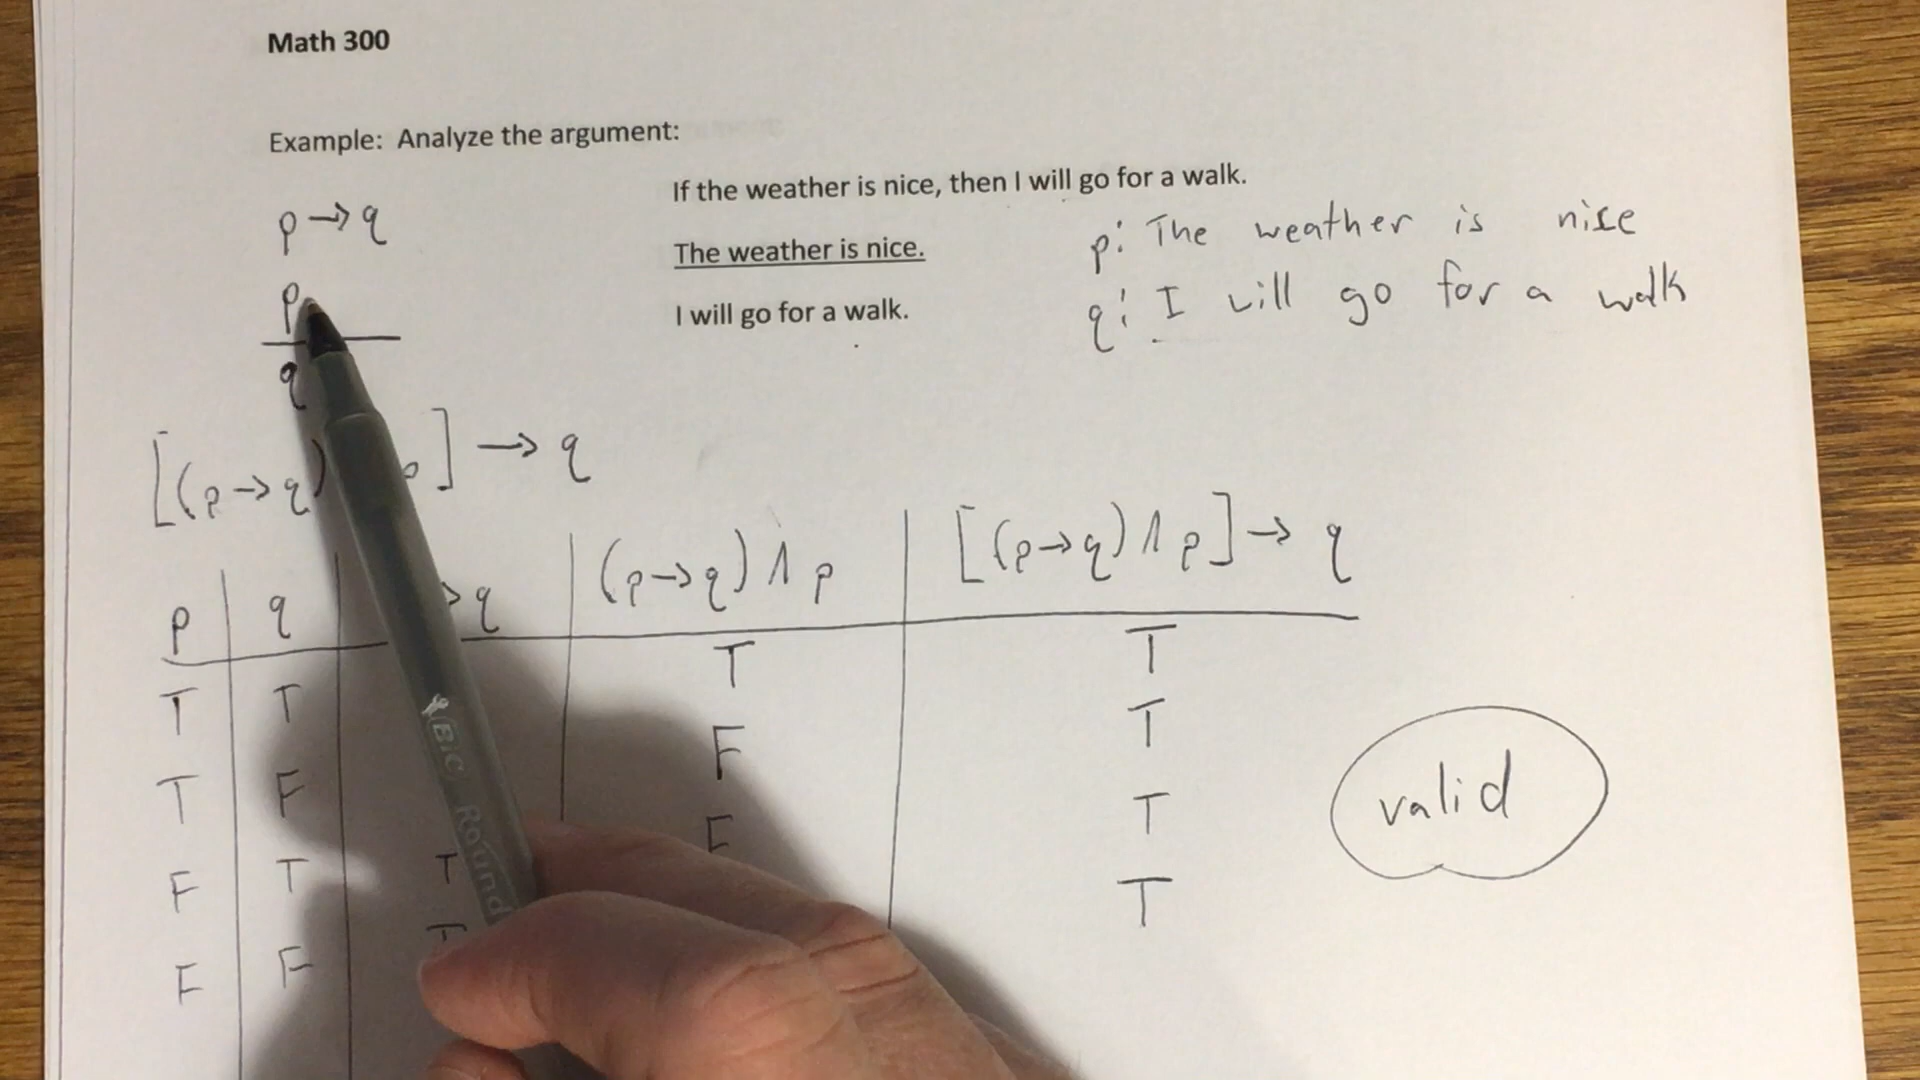 Math 300
Example: Analyze the argument:
If the weather is nice, then I will go for a walk.
p → q
The weather is nice.
p: The weather is nice
p
I will go for a walk.
q: I will go for a walk
q
[(p → q) ] → q
p q q (p → q) ∧ p [(p → q) ∧ p] → q
T T T T
T F F T
F T T F T
F F T T
valid
BIC Round